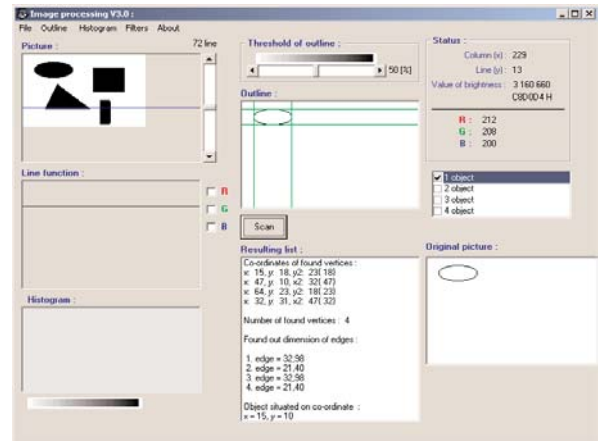 Image processing V3.0 :
File Outline Histogram Filters About
Picture : 72 line
Threshold of outline :
50 [%]
Status :
Column (x) : 229
Line (y) : 13
Value of brightness : 3 160 660
C8D0D4 H
R : 212
G : 208
B : 200
Outline :
1 object
2 object
3 object
4 object
Line function :
R
G
B
Scan
Resulting list :
Co-ordinates of found vertices :
x: 15, y: 18, y2: 23( 18)
x: 47, y: 10, x2: 32( 47)
x: 64, y: 23, y2: 18( 23)
x: 32, y: 31, x2: 47( 32)
Number of found vertices : 4
Found out dimension of edges :
1. edge = 32,98
2. edge = 21,40
3. edge = 32,98
4. edge = 21,40
Object situated on co-ordinate :
x = 15, y = 10
Original picture :
Histogram :